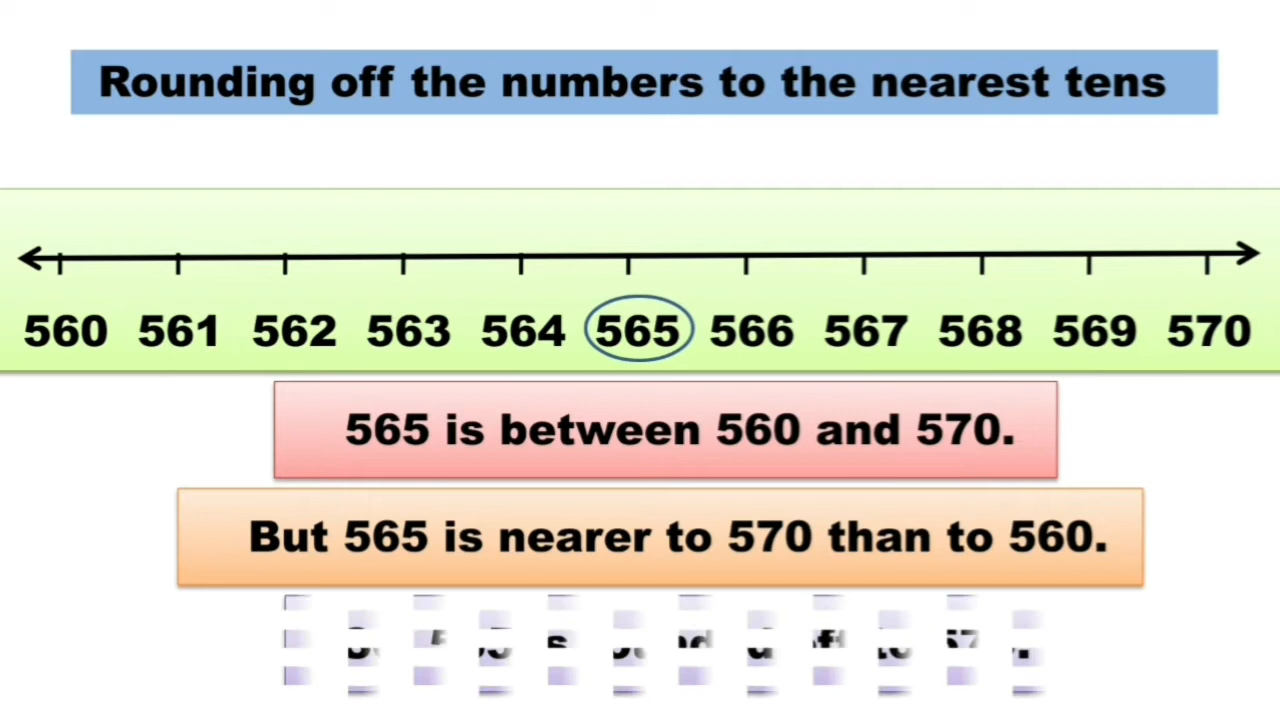 Rounding off the numbers to the nearest tens
560 561 562 563 564 565 566 567 568 569 570
565 is between 560 and 570.
But 565 is nearer to 570 than to 560.